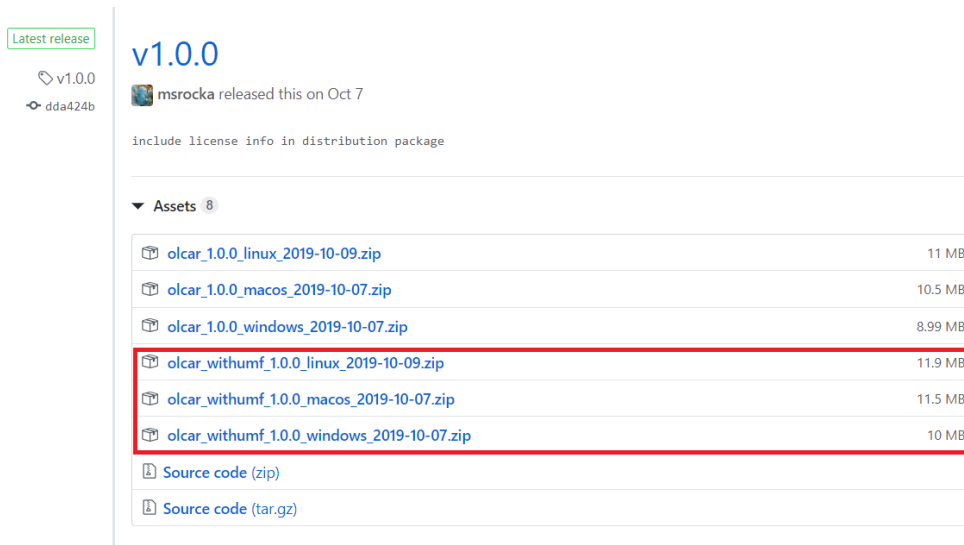 Latest release
v1.0.0
v1.0.0
msrocka released this on Oct 7
dda424b
include license info in distribution package
Assets 8
olcar_1.0.0_linux_2019-10-09.zip 11 MB
olcar_1.0.0_macos_2019-10-07.zip 10.5 MB
olcar_1.0.0_windows_2019-10-07.zip 8.99 MB
olcar_withumf_1.0.0_linux_2019-10-09.zip 11.9 MB
olcar_withumf_1.0.0_macos_2019-10-07.zip 11.5 MB
olcar_withumf_1.0.0_windows_2019-10-07.zip 10 MB
Source code (zip)
Source code (tar.gz)